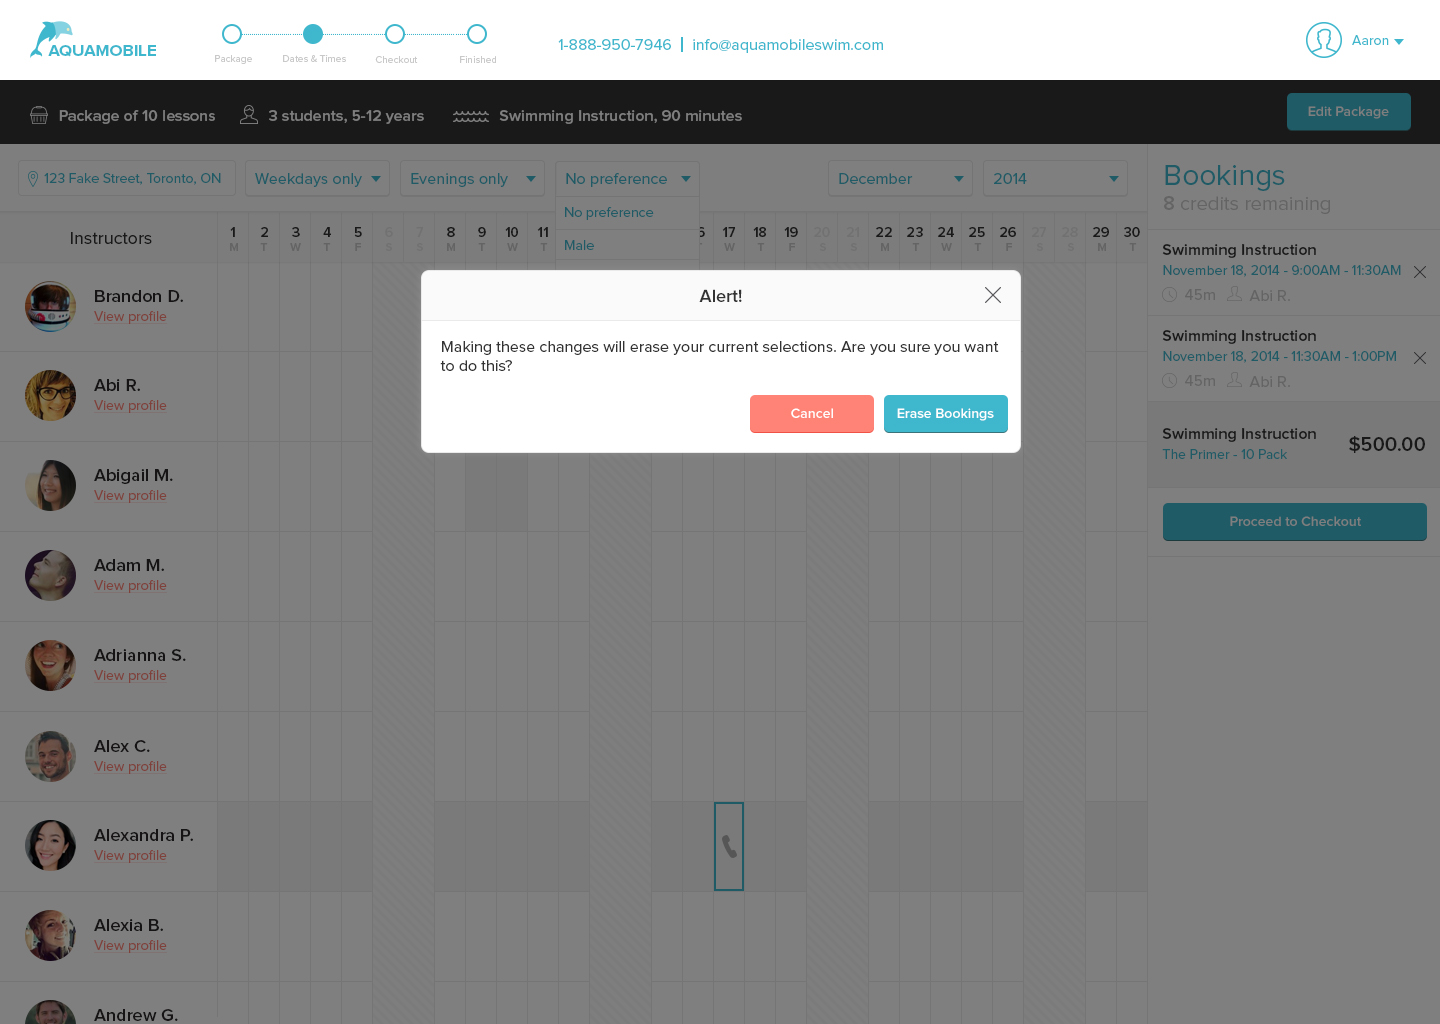 AQUAMOBILE
Package
Dates & Times
Checkout
Finished
1-888-950-7946 | info@aquamobileswim.com
Aaron
Package of 10 lessons
3 students, 5-12 years
Swimming Instruction, 90 minutes
Edit Package
123 Fake Street, Toronto, ON
Weekdays only
Evenings only
No preference
No preference
Male
December
2014
Instructors
1 2 3 4 5 6 7 8 9 10 11 6 17 18 19 20 21 22 23 24 25 26 27 28 29 30
M T W T F S S M T W T T W T F S S M T W T F S S M T
Brandon D.
View profile
Abi R.
View profile
Abigail M.
View profile
Adam M.
View profile
Adrianna S.
View profile
Alex C.
View profile
Alexandra P.
View profile
Alexia B.
View profile
Andrew G.
Alert!
Making these changes will erase your current selections. Are you sure you want
to do this?
Cancel
Erase Bookings
Bookings
8 credits remaining
Swimming Instruction
November 18, 2014 - 9:00AM - 11:30AM
45m Abi R.
Swimming Instruction
November 18, 2014 - 11:30AM - 1:00PM
45m Abi R.
Swimming Instruction
The Primer - 10 Pack
$500.00
Proceed to Checkout